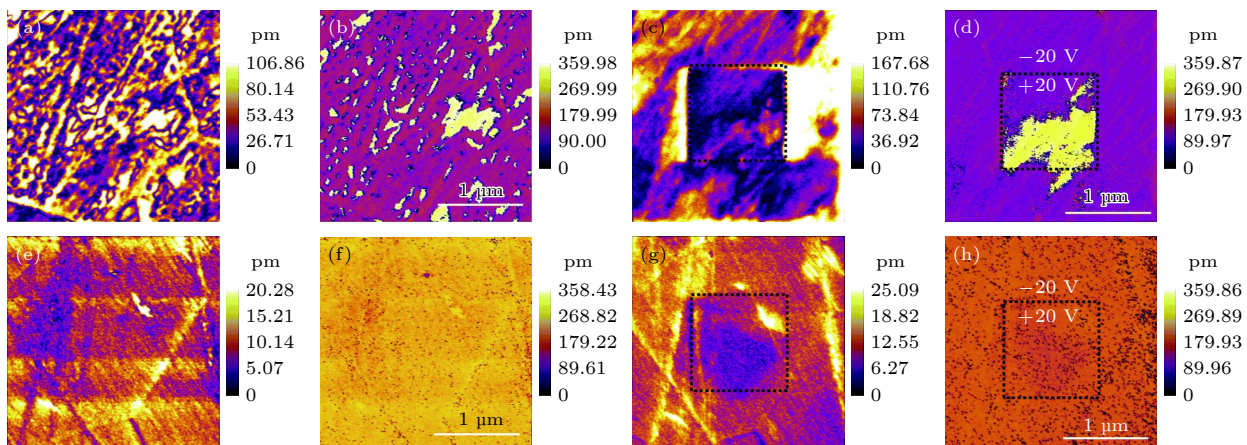 (a)
pm
106.86
80.14
53.43
26.71
0
(b)
1 μm
pm
359.98
269.99
179.99
90.00
0
(c)
pm
167.68
110.76
73.84
36.92
0
(d)
−20 V
+20 V
1 μm
pm
359.87
269.90
179.93
89.97
0
(e)
pm
20.28
15.21
10.14
5.07
0
(f)
1 μm
pm
358.43
268.82
179.22
89.61
0
(g)
pm
25.09
18.82
12.55
6.27
0
(h)
−20 V
+20 V
1 μm
pm
359.86
269.89
179.93
89.96
0